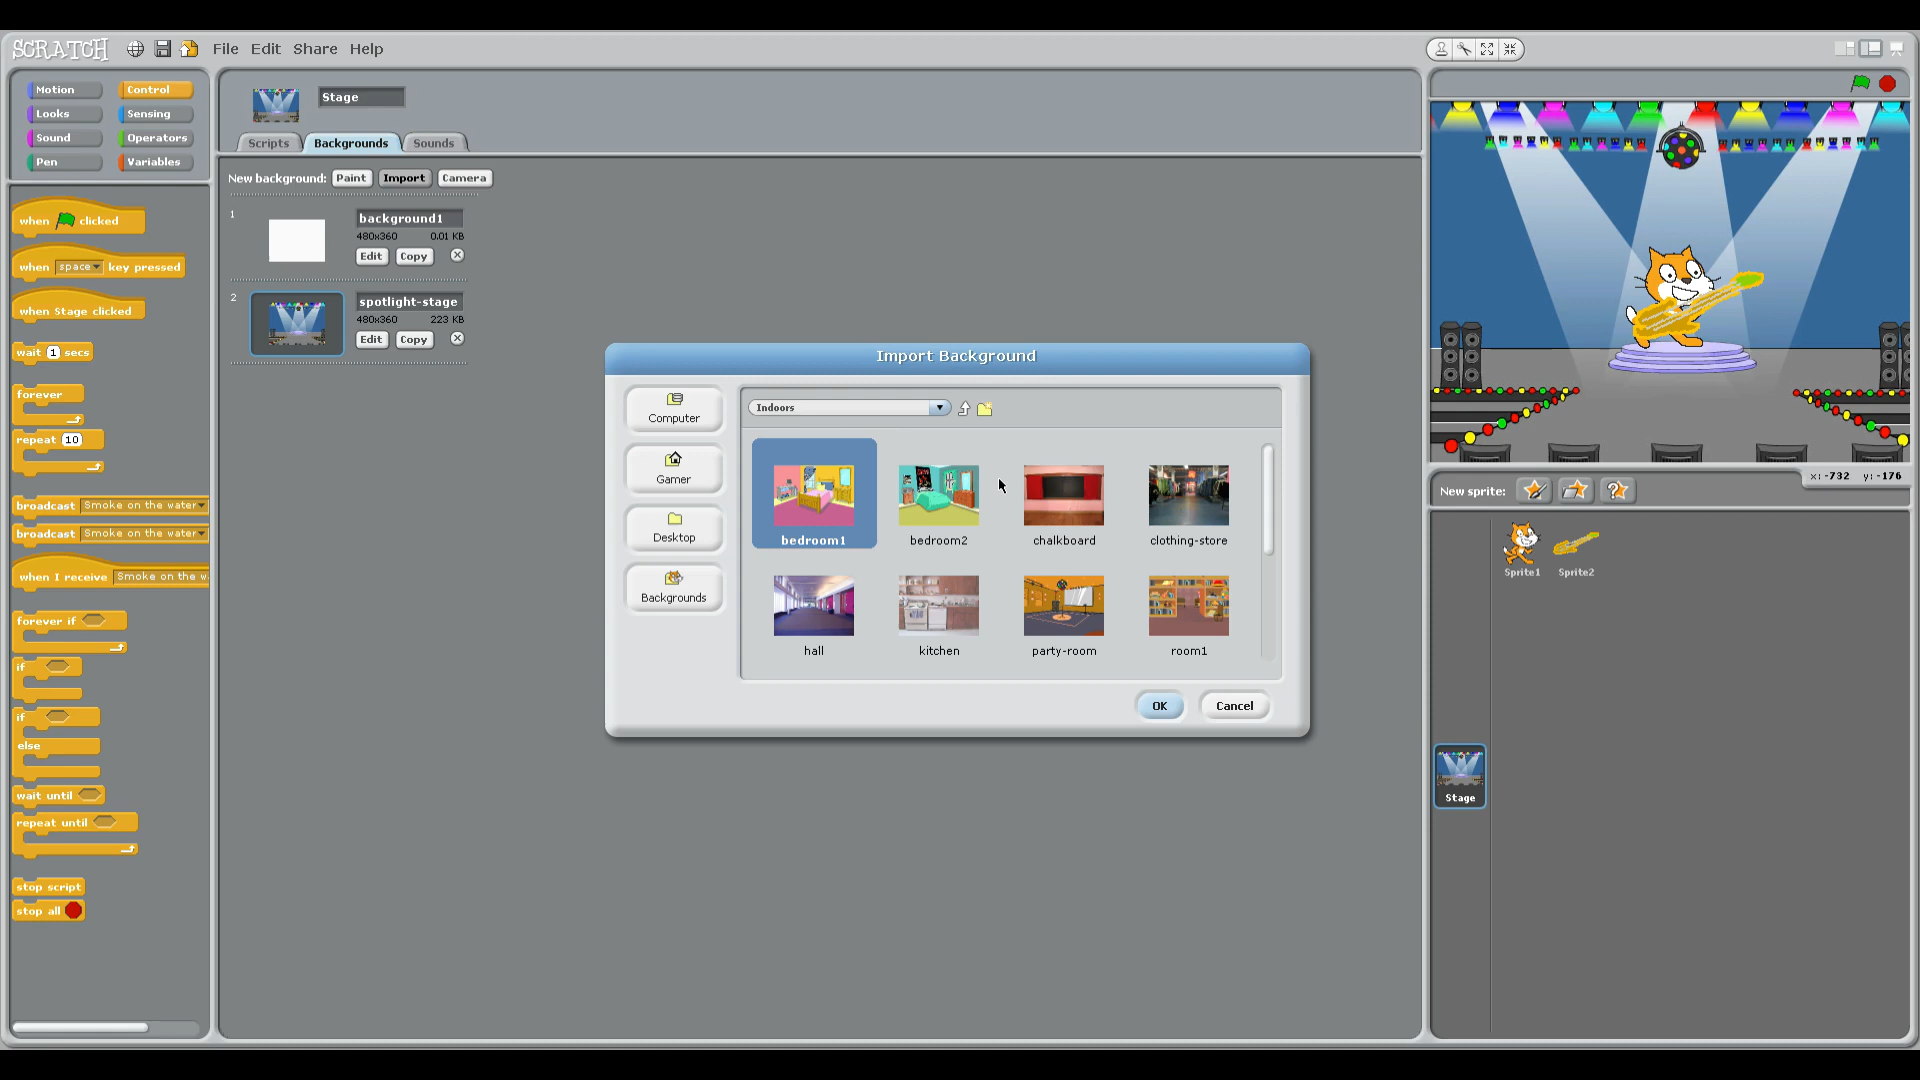 SCRATCH File Edit Share Help
Motion Control
Looks Sensing
Sound Operators
Pen Variables
when clicked
when space key pressed
when Stage clicked
wait 1 secs
forever
repeat 10
broadcast Smoke on the water
broadcast Smoke on the water
when I receive Smoke on the w
forever if
if
if
else
wait until
repeat until
stop script
stop all
Stage
Scripts Backgrounds Sounds
New background: Paint Import Camera
1 background1
480x360 0.01 KB
Edit Copy
2 spotlight-stage
480x360 223 KB
Edit Copy
Import Background
Computer
Gamer
Desktop
Backgrounds
Indoors
bedroom1 bedroom2 chalkboard clothing-store
hall kitchen party-room room1
OK Cancel
x: -732 y: -176
New sprite:
Sprite1 Sprite2
Stage